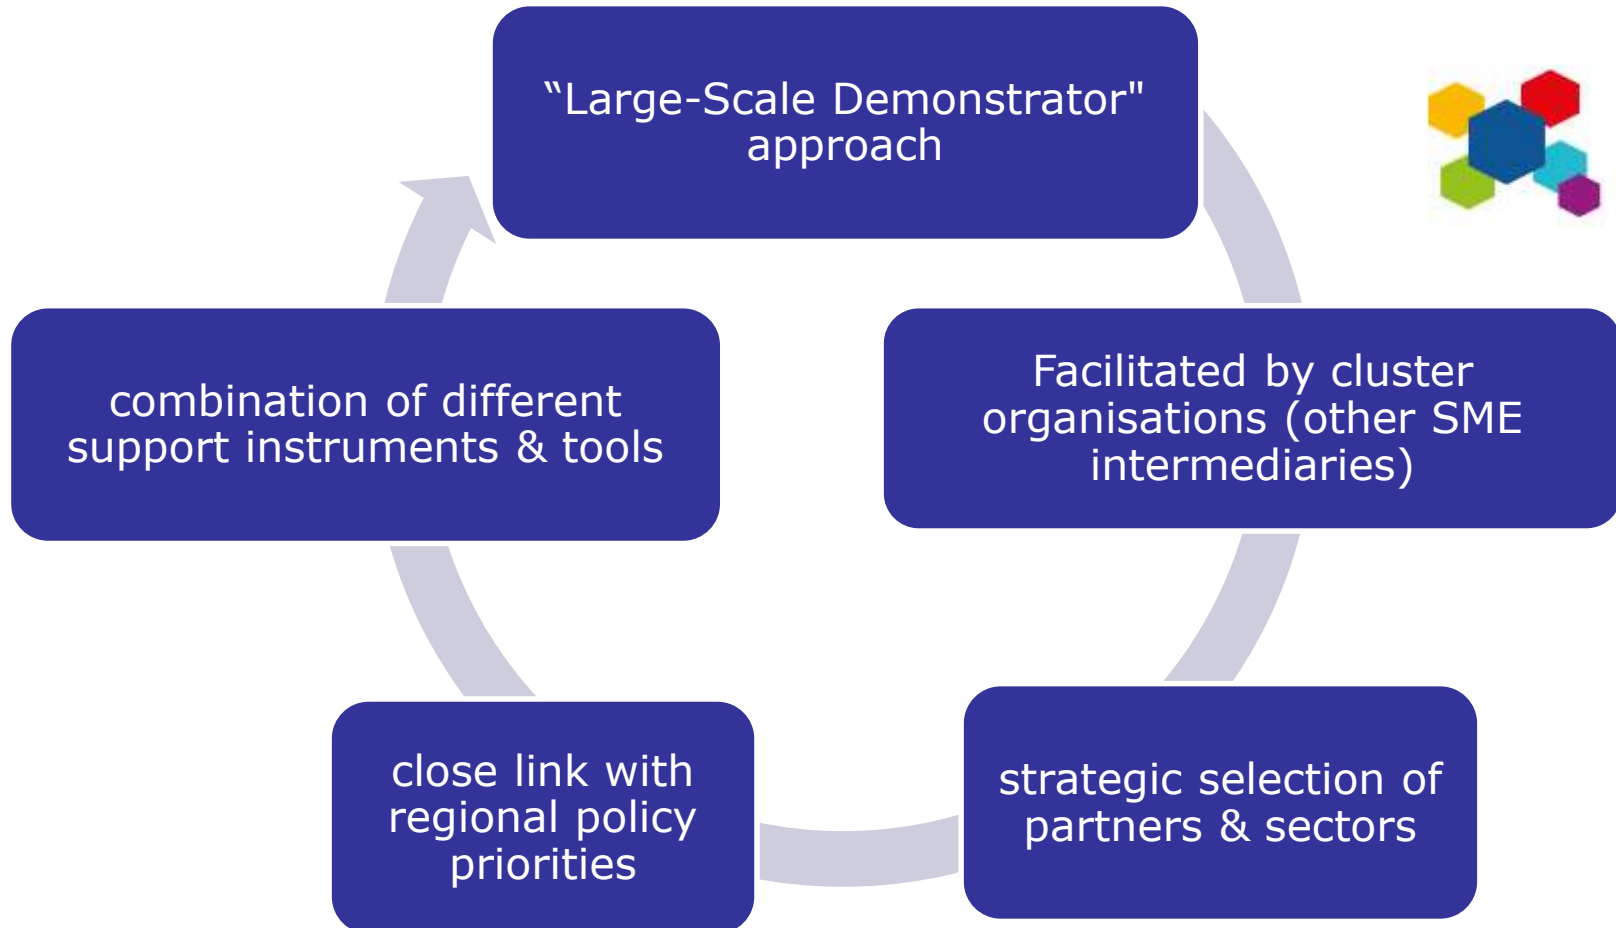 “Large-Scale Demonstrator"
approach
Facilitated by cluster
organisations (other SME
intermediaries)
strategic selection of
partners & sectors
close link with
regional policy
priorities
combination of different
support instruments & tools